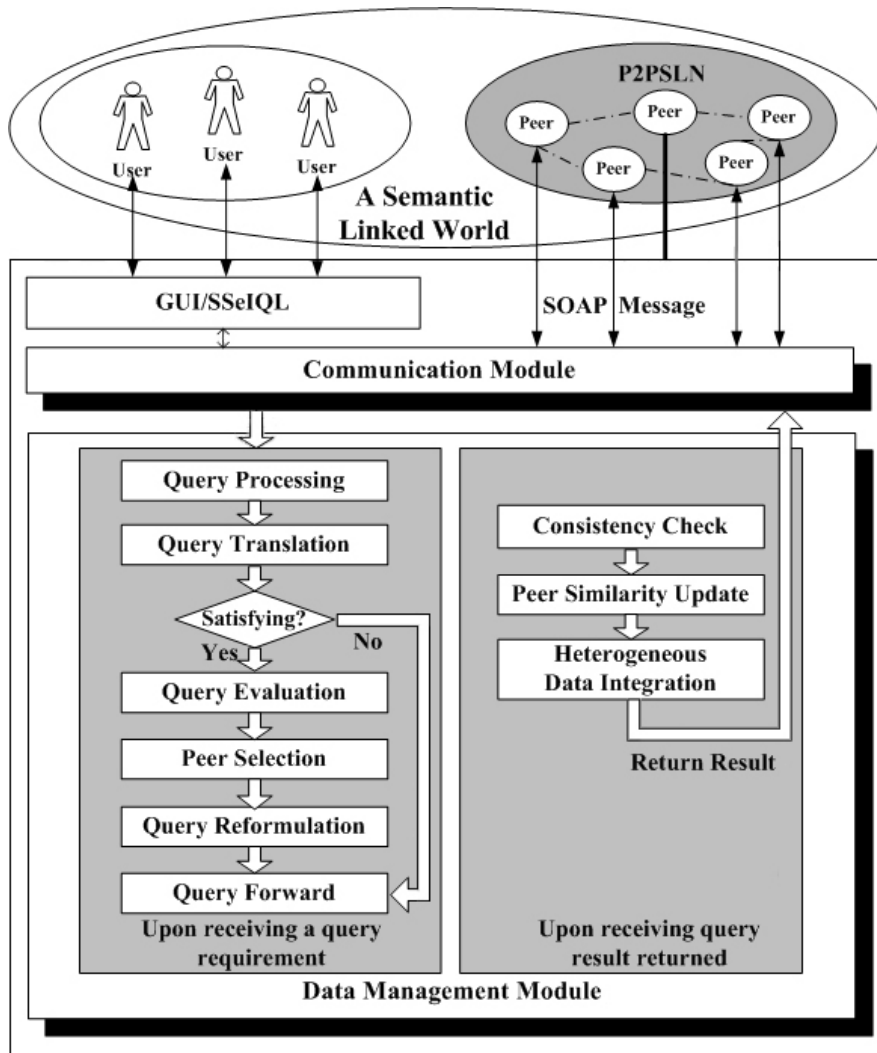 P2PSLN
Peer
Peer
Peer
Peer
Peer
User
User
User
A Semantic
Linked World
GUI/SSeIQL
SOAP Message
Communication Module
Query Processing
Query Translation
Satisfying?
Yes
No
Query Evaluation
Peer Selection
Query Reformulation
Query Forward
Upon receiving a query
requirement
Consistency Check
Peer Similarity Update
Heterogeneous
Data Integration
Return Result
Upon receiving query
result returned
Data Management Module